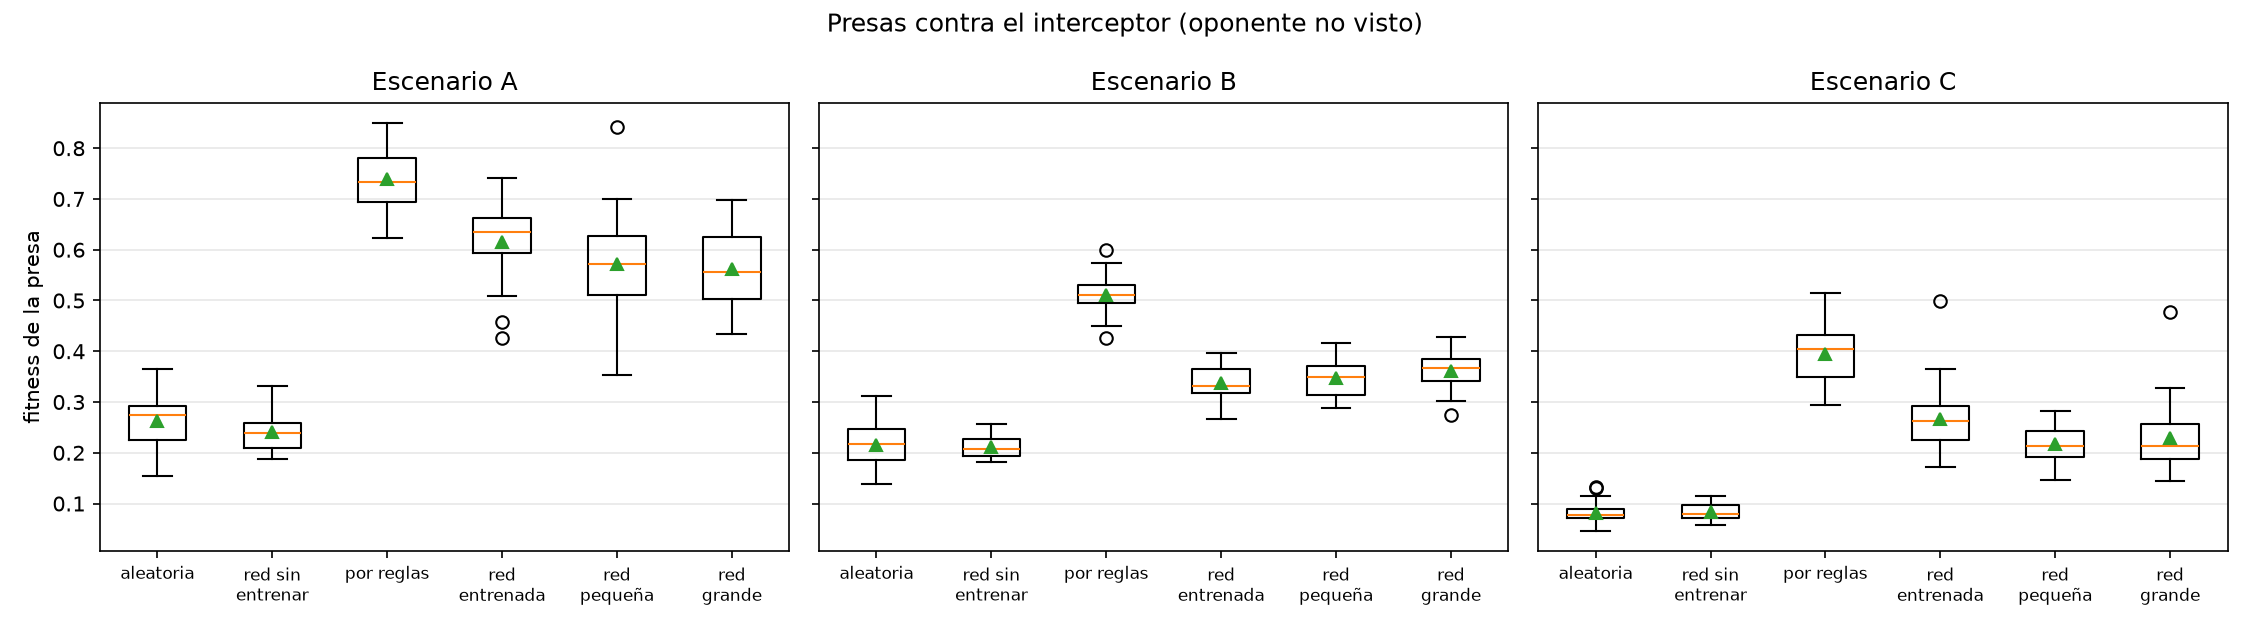 Presas contra el interceptor (oponente no visto)
Escenario A
Escenario B
Escenario C
fitness de la presa
0.8
0.7
0.6
0.5
0.4
0.3
0.2
0.1
aleatoria
red sin
entrenar
por reglas
red
entrenada
red
pequeña
red
grande
aleatoria
red sin
entrenar
por reglas
red
entrenada
red
pequeña
red
grande
aleatoria
red sin
entrenar
por reglas
red
entrenada
red
pequeña
red
grande